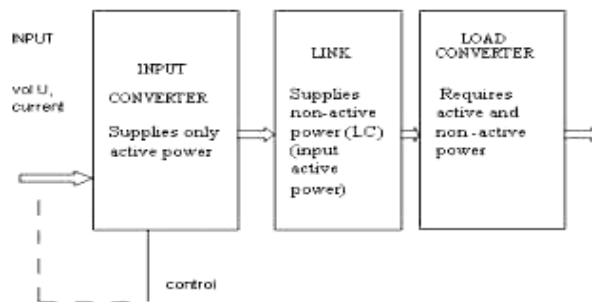 INPUT
vol U,
current
INPUT
CONVERTER
Supplies only
active power
LINK
Supplies
non-active
power (LC)
(input
active
power)
LOAD
CONVERTER
Requires
active and
non - active
power
control